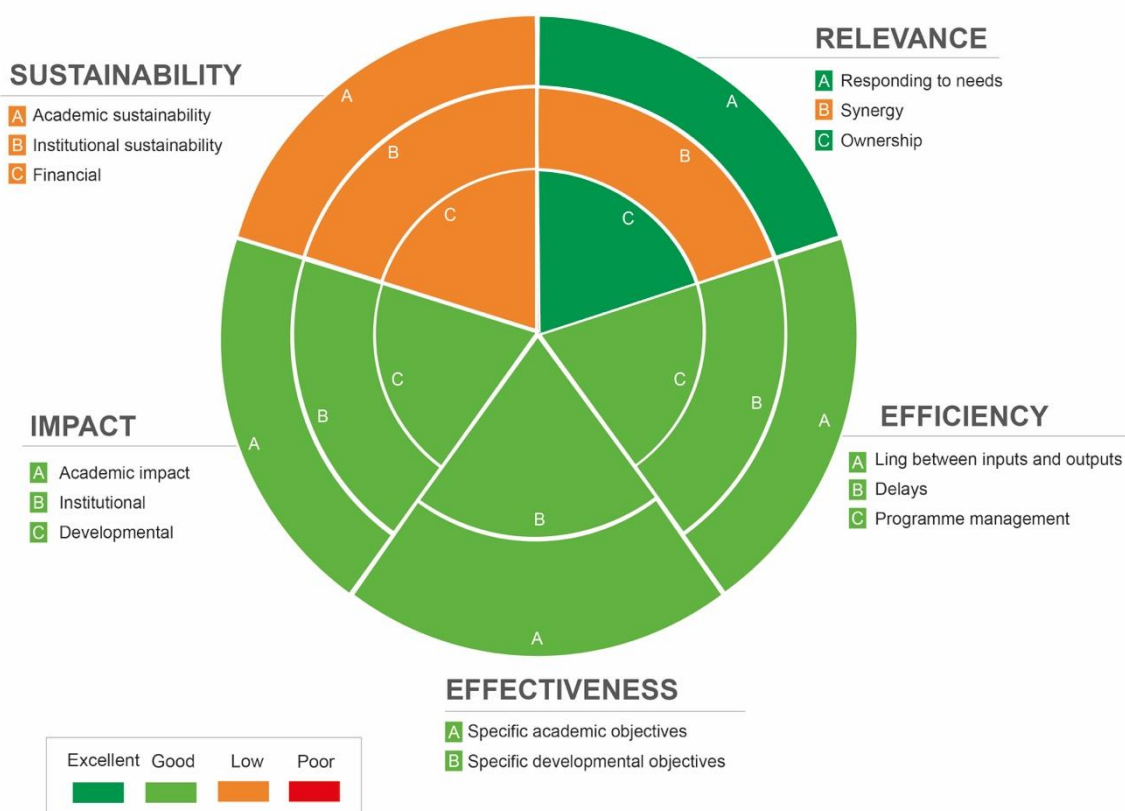 SUSTAINABILITY
A Academic sustainability
B Institutional sustainability
C Financial
RELEVANCE
A Responding to needs
B Synergy
C Ownership
A
B
C
A
B
C
IMPACT
A Academic impact
B Institutional
C Developmental
A
B
C
C
B
A
EFFICIENCY
A Ling between inputs and outputs
B Delays
C Programme management
B
A
EFFECTIVENESS
A Specific academic objectives
B Specific developmental objectives
Excellent Good Low Poor